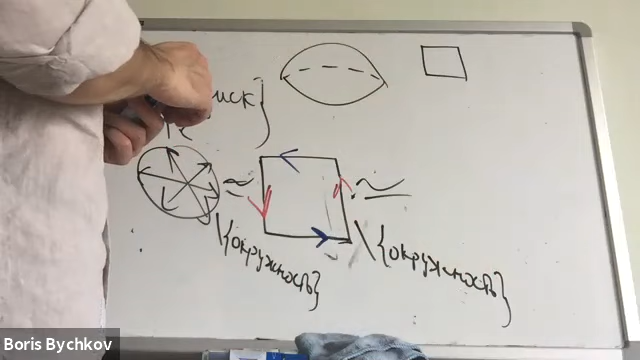 иск}
≃
≃
\{окружность}
\{окружность}
Boris Bychkov